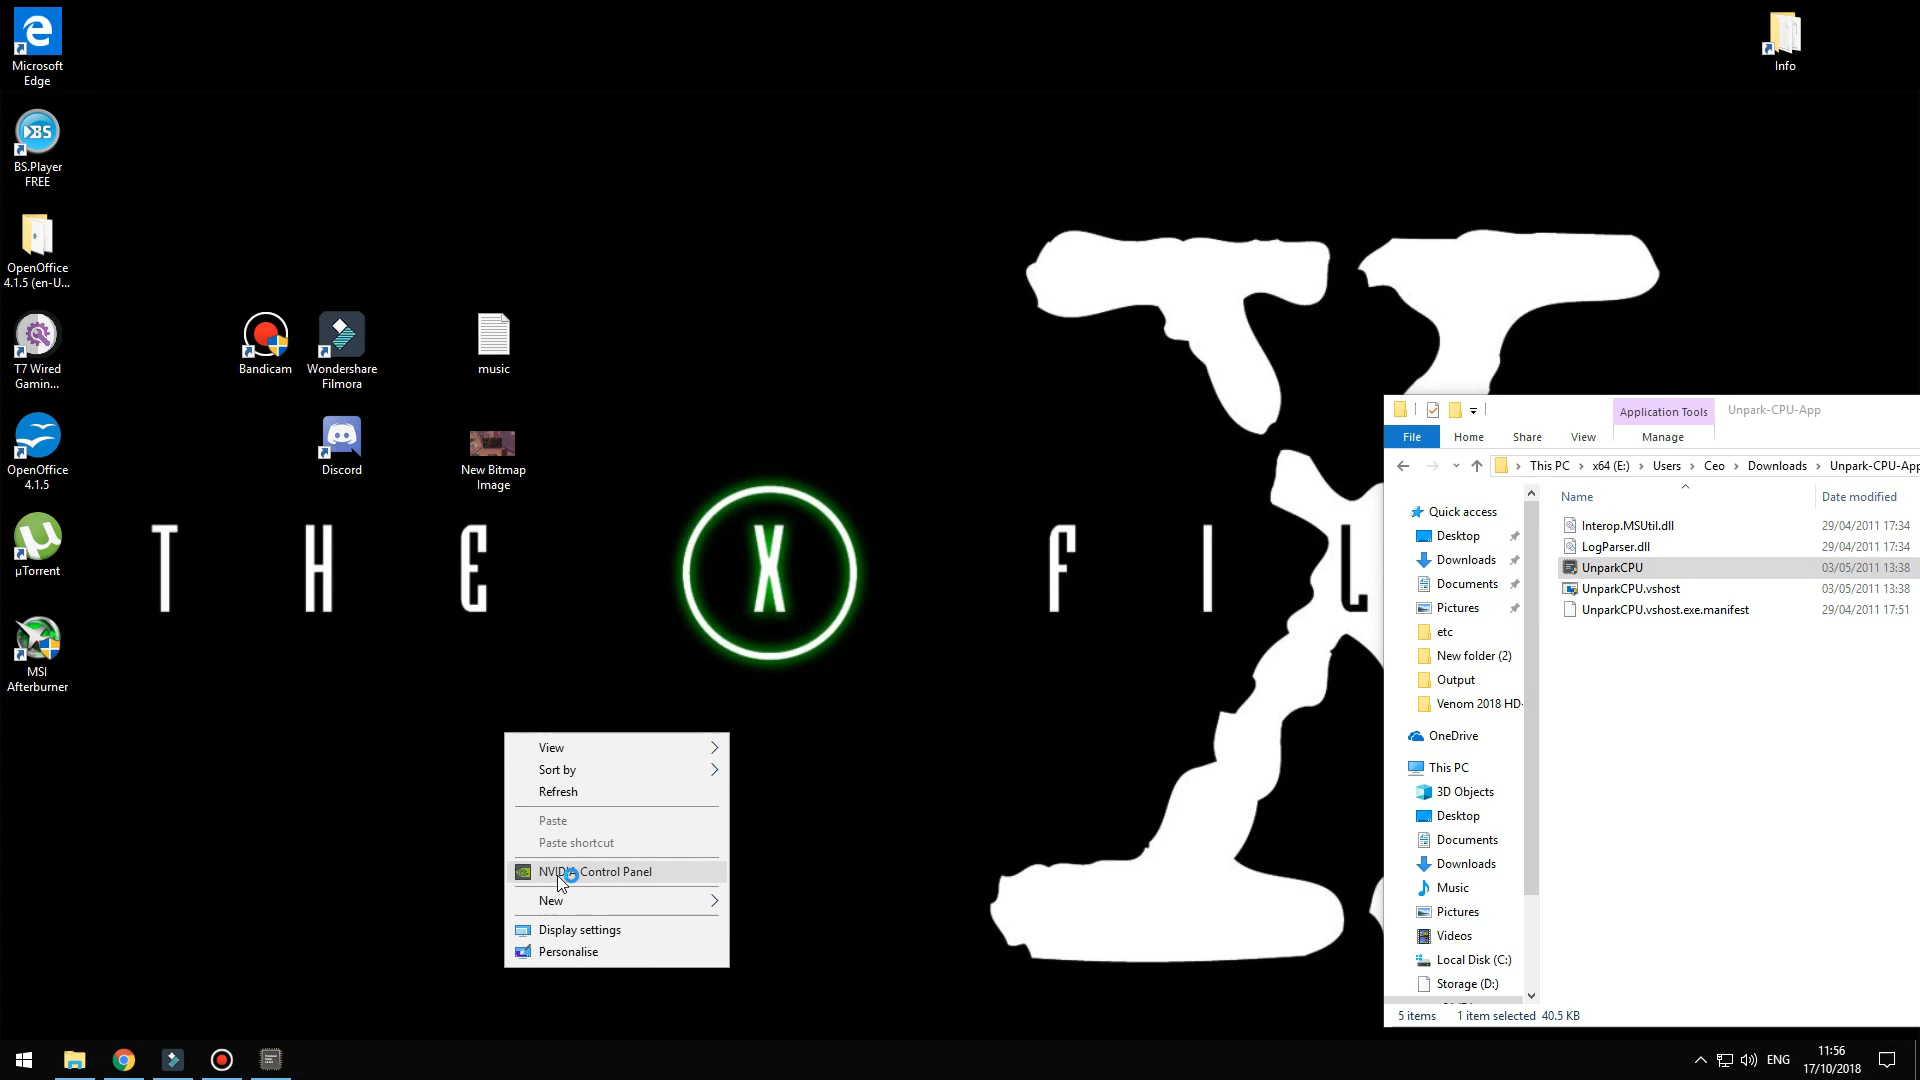 Microsoft
Edge
BS.Player
FREE
OpenOffice
4.1.5 (en-U...
T7 Wired
Gamin...
OpenOffice
4.1.5
µTorrent
MSI
Afterburner
Bandicam
Wondershare
Filmora
music
Discord
New Bitmap
Image
Info
T H E X F I L
View
Sort by
Refresh
Paste
Paste shortcut
NVIDIA Control Panel
New
Display settings
Personalise
Application Tools
Unpark-CPU-App
File
Home
Share
View
Manage
This PC
x64 (E:)
Users
Ceo
Downloads
Unpark-CPU-App
Quick access
Desktop
Downloads
Documents
Pictures
etc
New folder (2)
Output
Venom 2018 HD-
OneDrive
This PC
3D Objects
Desktop
Documents
Downloads
Music
Pictures
Videos
Local Disk (C:)
Storage (D:)
Name Date modified
Interop.MSUtil.dll 29/04/2011 17:34
LogParser.dll 29/04/2011 17:34
UnparkCPU 03/05/2011 13:38
UnparkCPU.vshost 03/05/2011 13:38
UnparkCPU.vshost.exe.manifest 29/04/2011 17:51
5 items 1 item selected 40.5 KB
ENG
11:56
17/10/2018